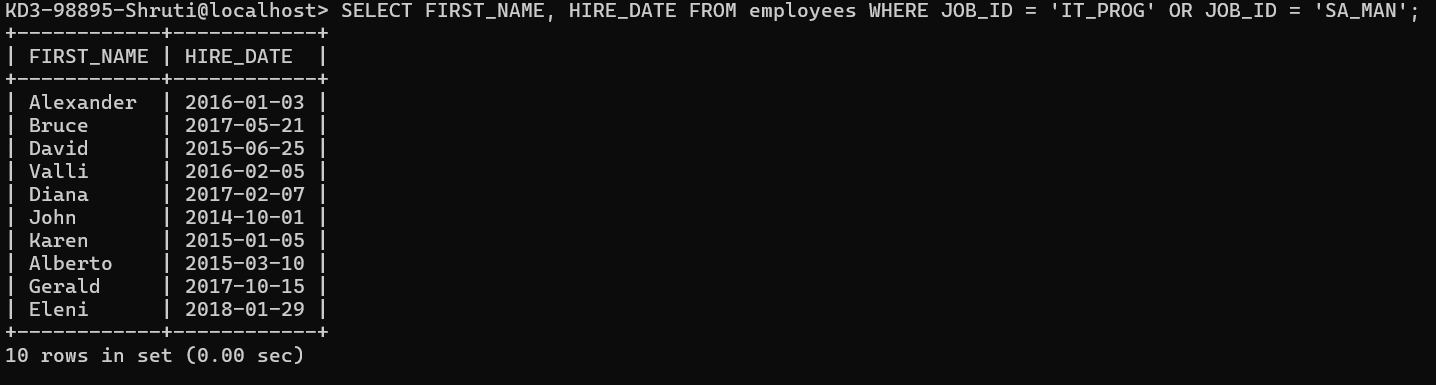 KD3-98895-Shruti@localhost> SELECT FIRST_NAME, HIRE_DATE FROM employees WHERE JOB_ID = 'IT_PROG' OR JOB_ID = 'SA_MAN';
+------------+------------+
| FIRST_NAME | HIRE_DATE  |
+------------+------------+
| Alexander  | 2016-01-03 |
| Bruce      | 2017-05-21 |
| David      | 2015-06-25 |
| Valli      | 2016-02-05 |
| Diana      | 2017-02-07 |
| John       | 2014-10-01 |
| Karen      | 2015-01-05 |
| Alberto    | 2015-03-10 |
| Gerald     | 2017-10-15 |
| Eleni      | 2018-01-29 |
+------------+------------+
10 rows in set (0.00 sec)